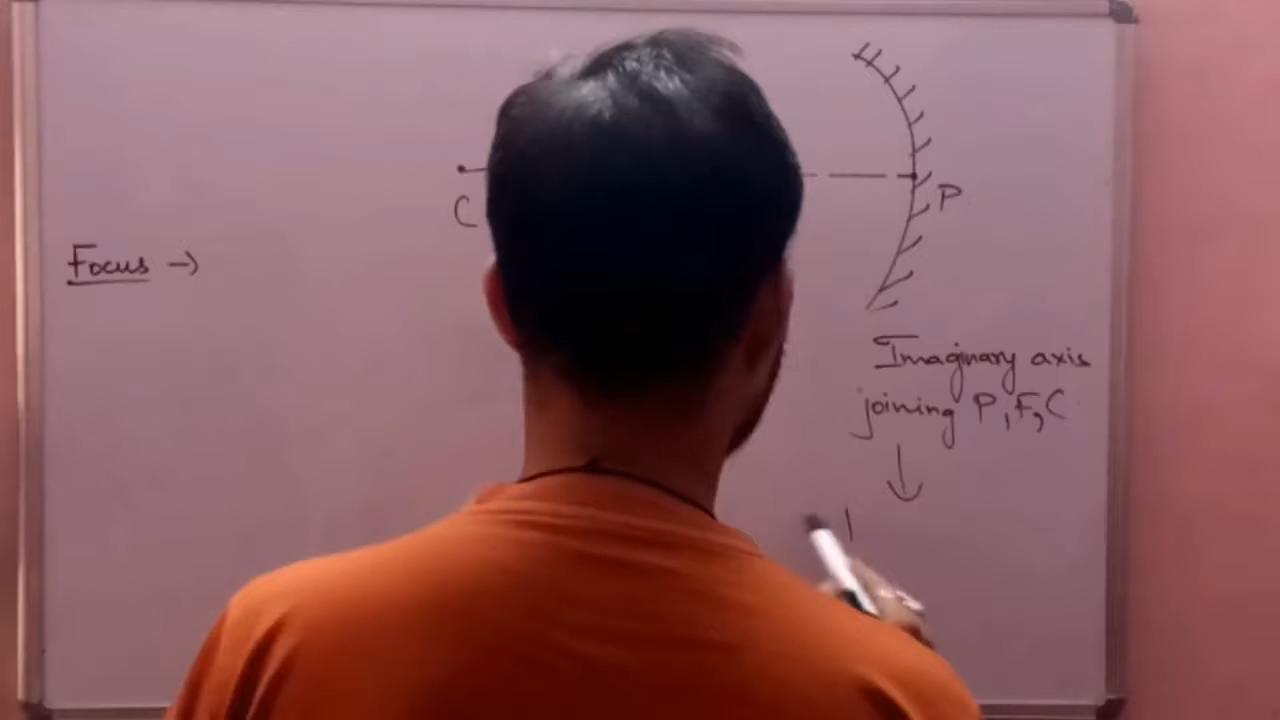 C
P
Focus →
Imaginary axis
joining P, F, C
↓